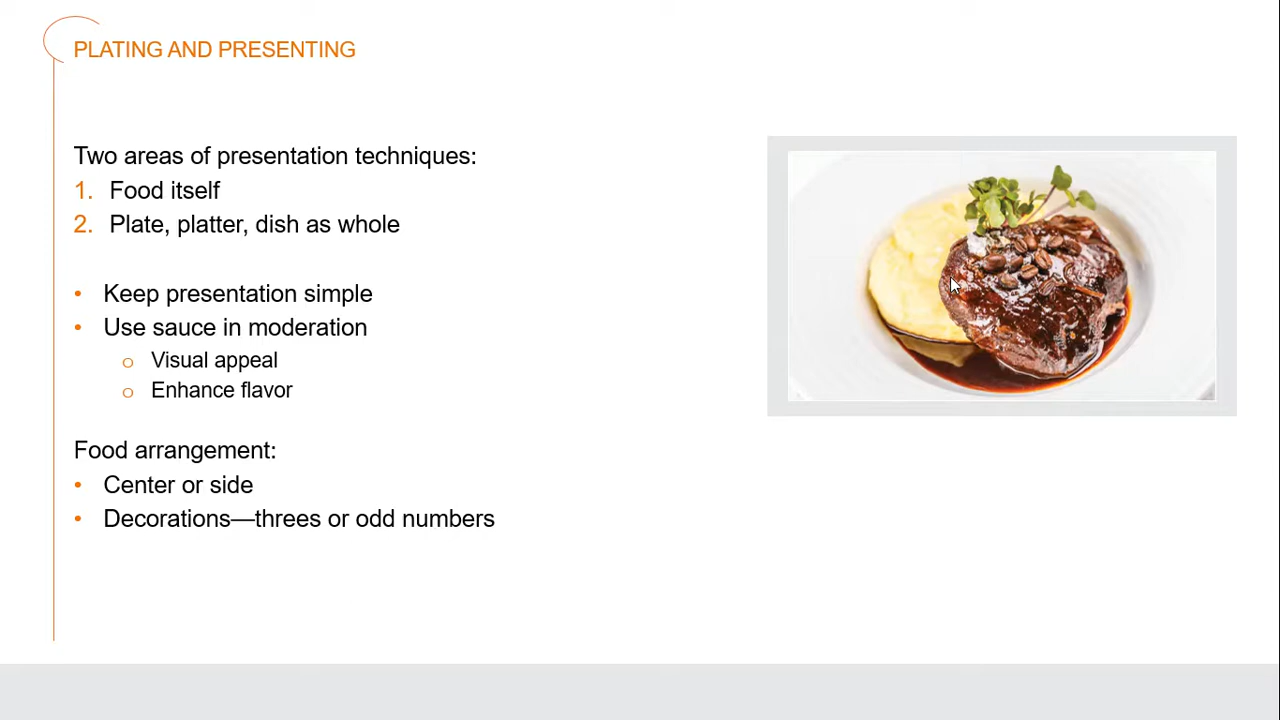 PLATING AND PRESENTING
Two areas of presentation techniques:
1. Food itself
2. Plate, platter, dish as whole
• Keep presentation simple
• Use sauce in moderation
o Visual appeal
o Enhance flavor
Food arrangement:
• Center or side
• Decorations—threes or odd numbers